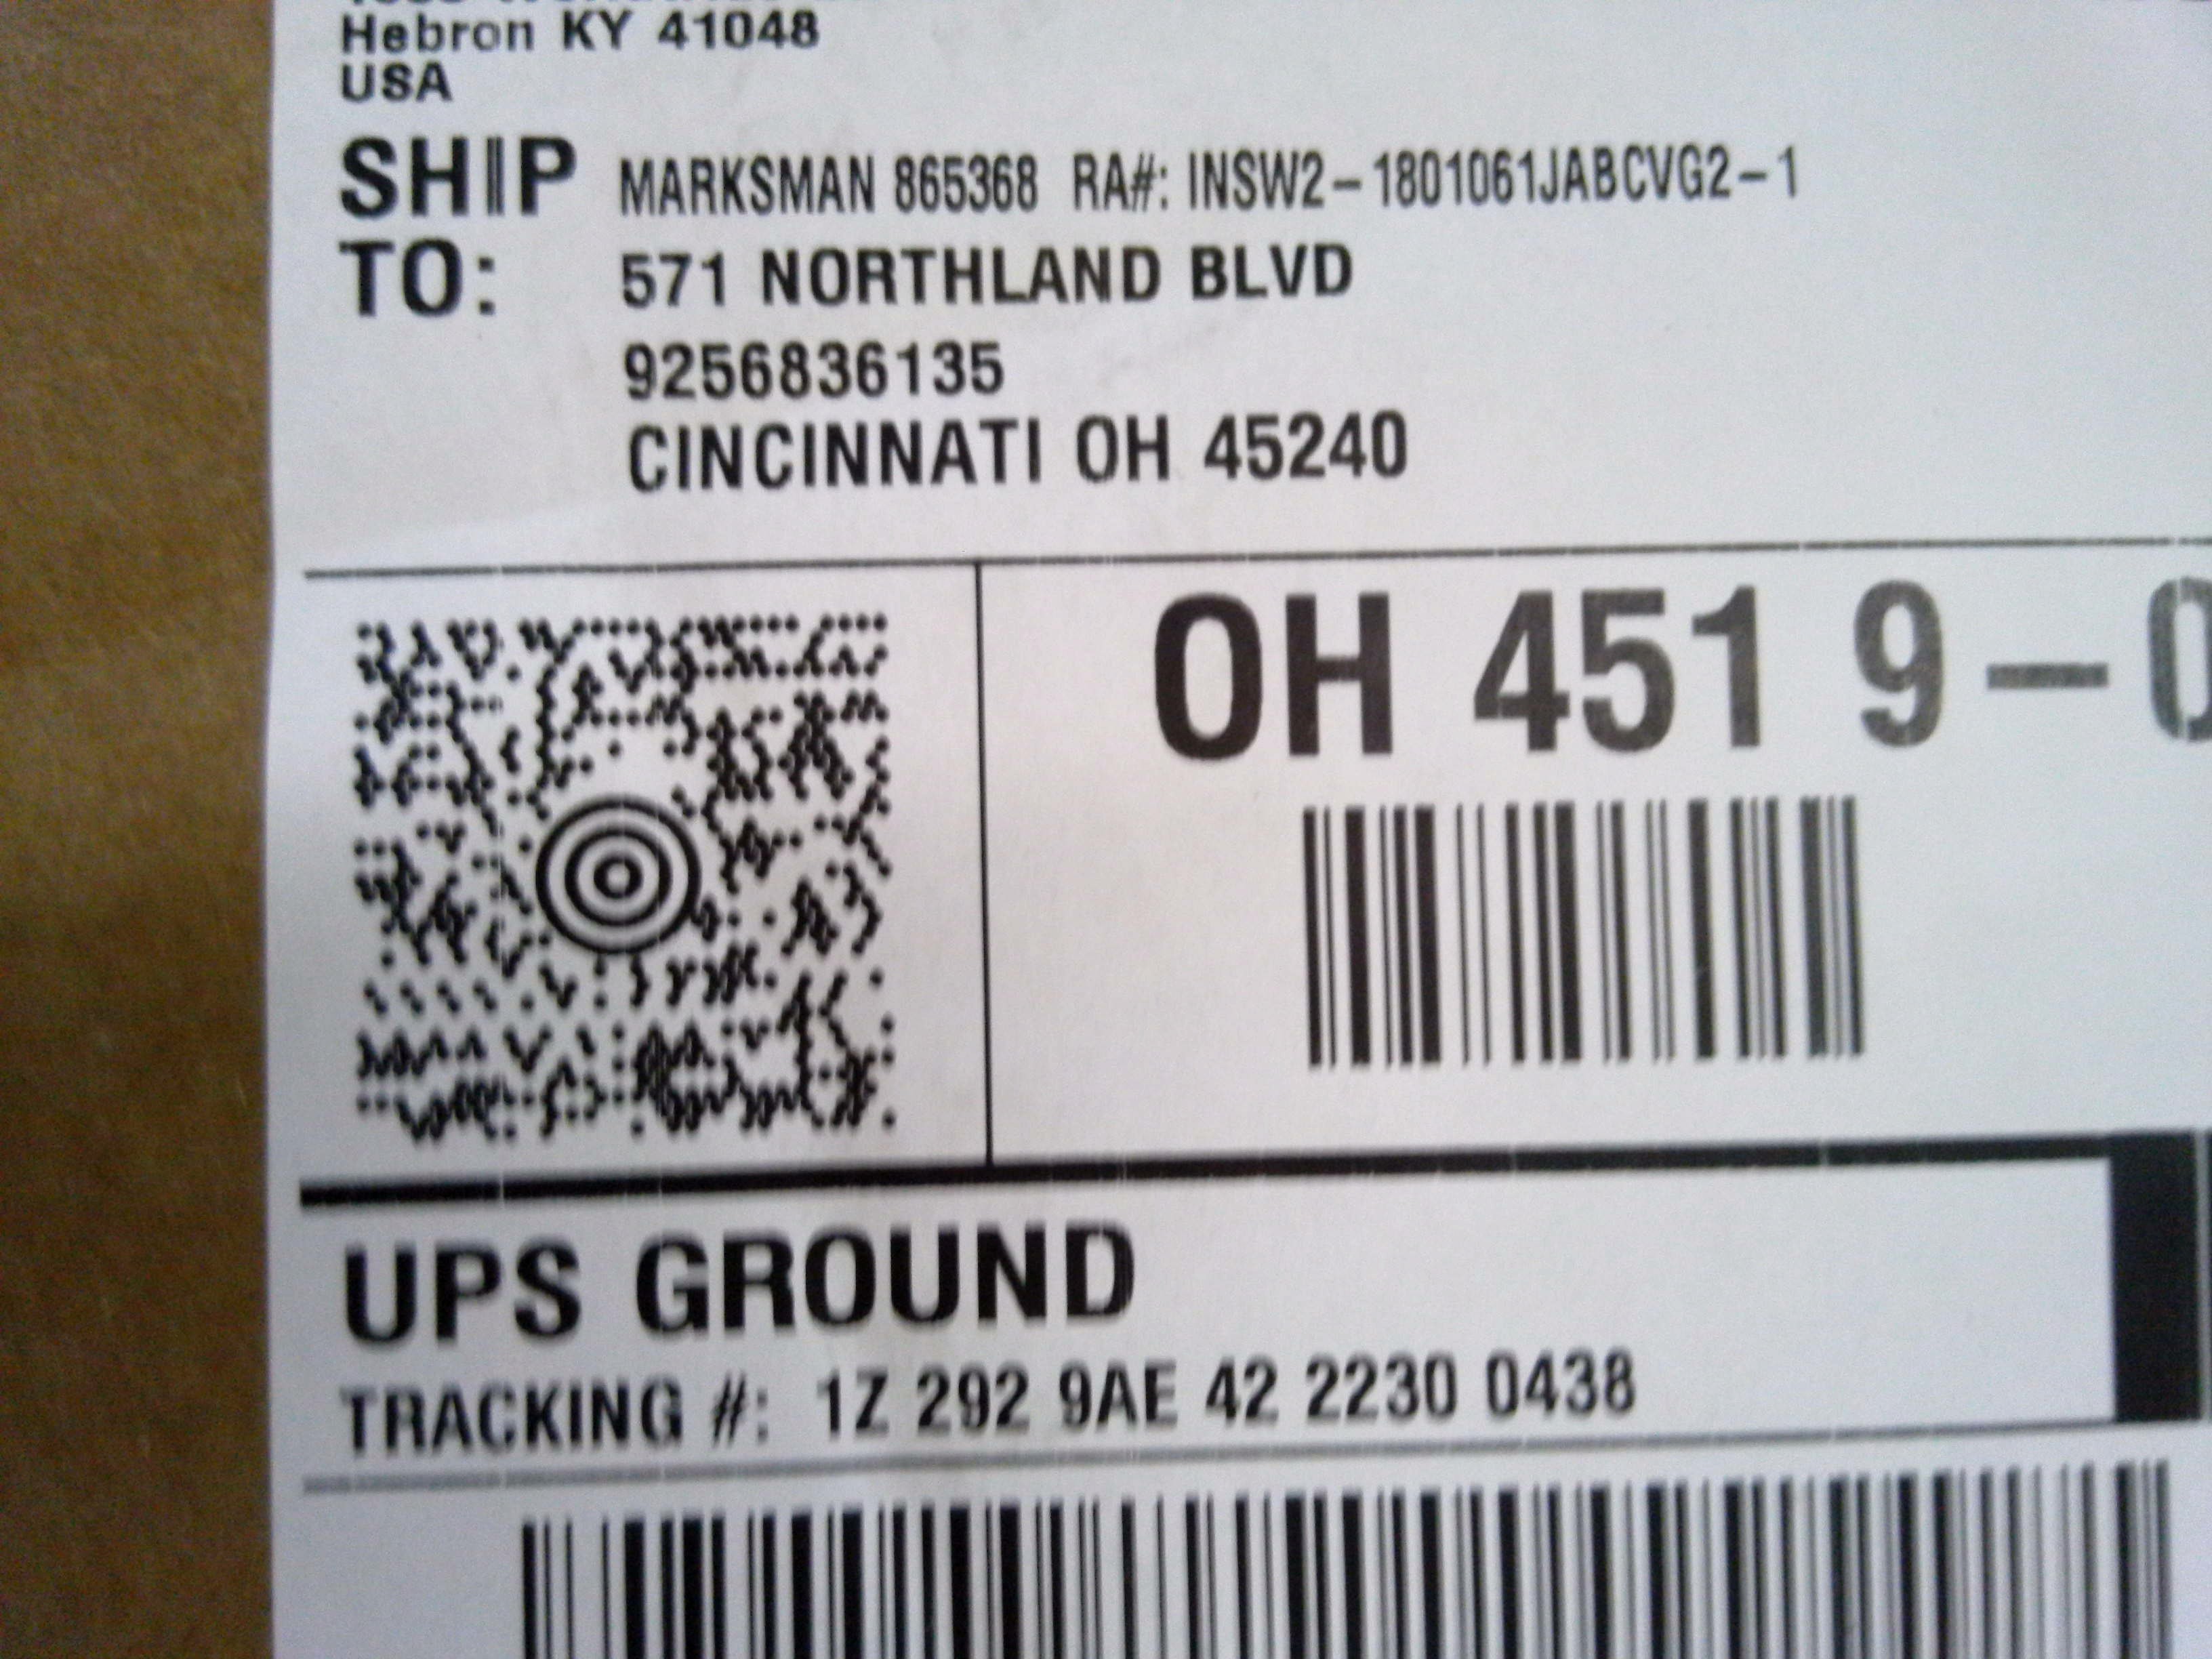 Hebron KY 41048
USA
SHIP TO:
MARKSMAN 865368 RA#: INSW2-1801061JABCVG2-1
571 NORTHLAND BLVD
9256836135
CINCINNATI OH 45240
OH 451 9-0
UPS GROUND
TRACKING #: 1Z 292 9AE 42 2230 0438